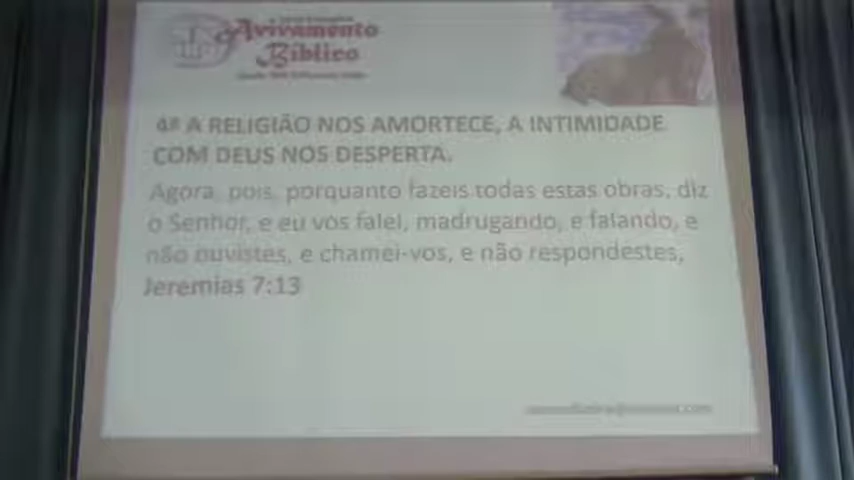 Avivamento
Bíblico
4ª A RELIGIÃO NOS AMORTECE, A INTIMIDADE
COM DEUS NOS DESPERTA.
Agora, pois, porquanto fazeis todas estas obras, diz
o Senhor, e eu vos falei, madrugando, e falando, e
não ouvistes, e chamei-vos, e não respondestes,
Jeremias 7:13